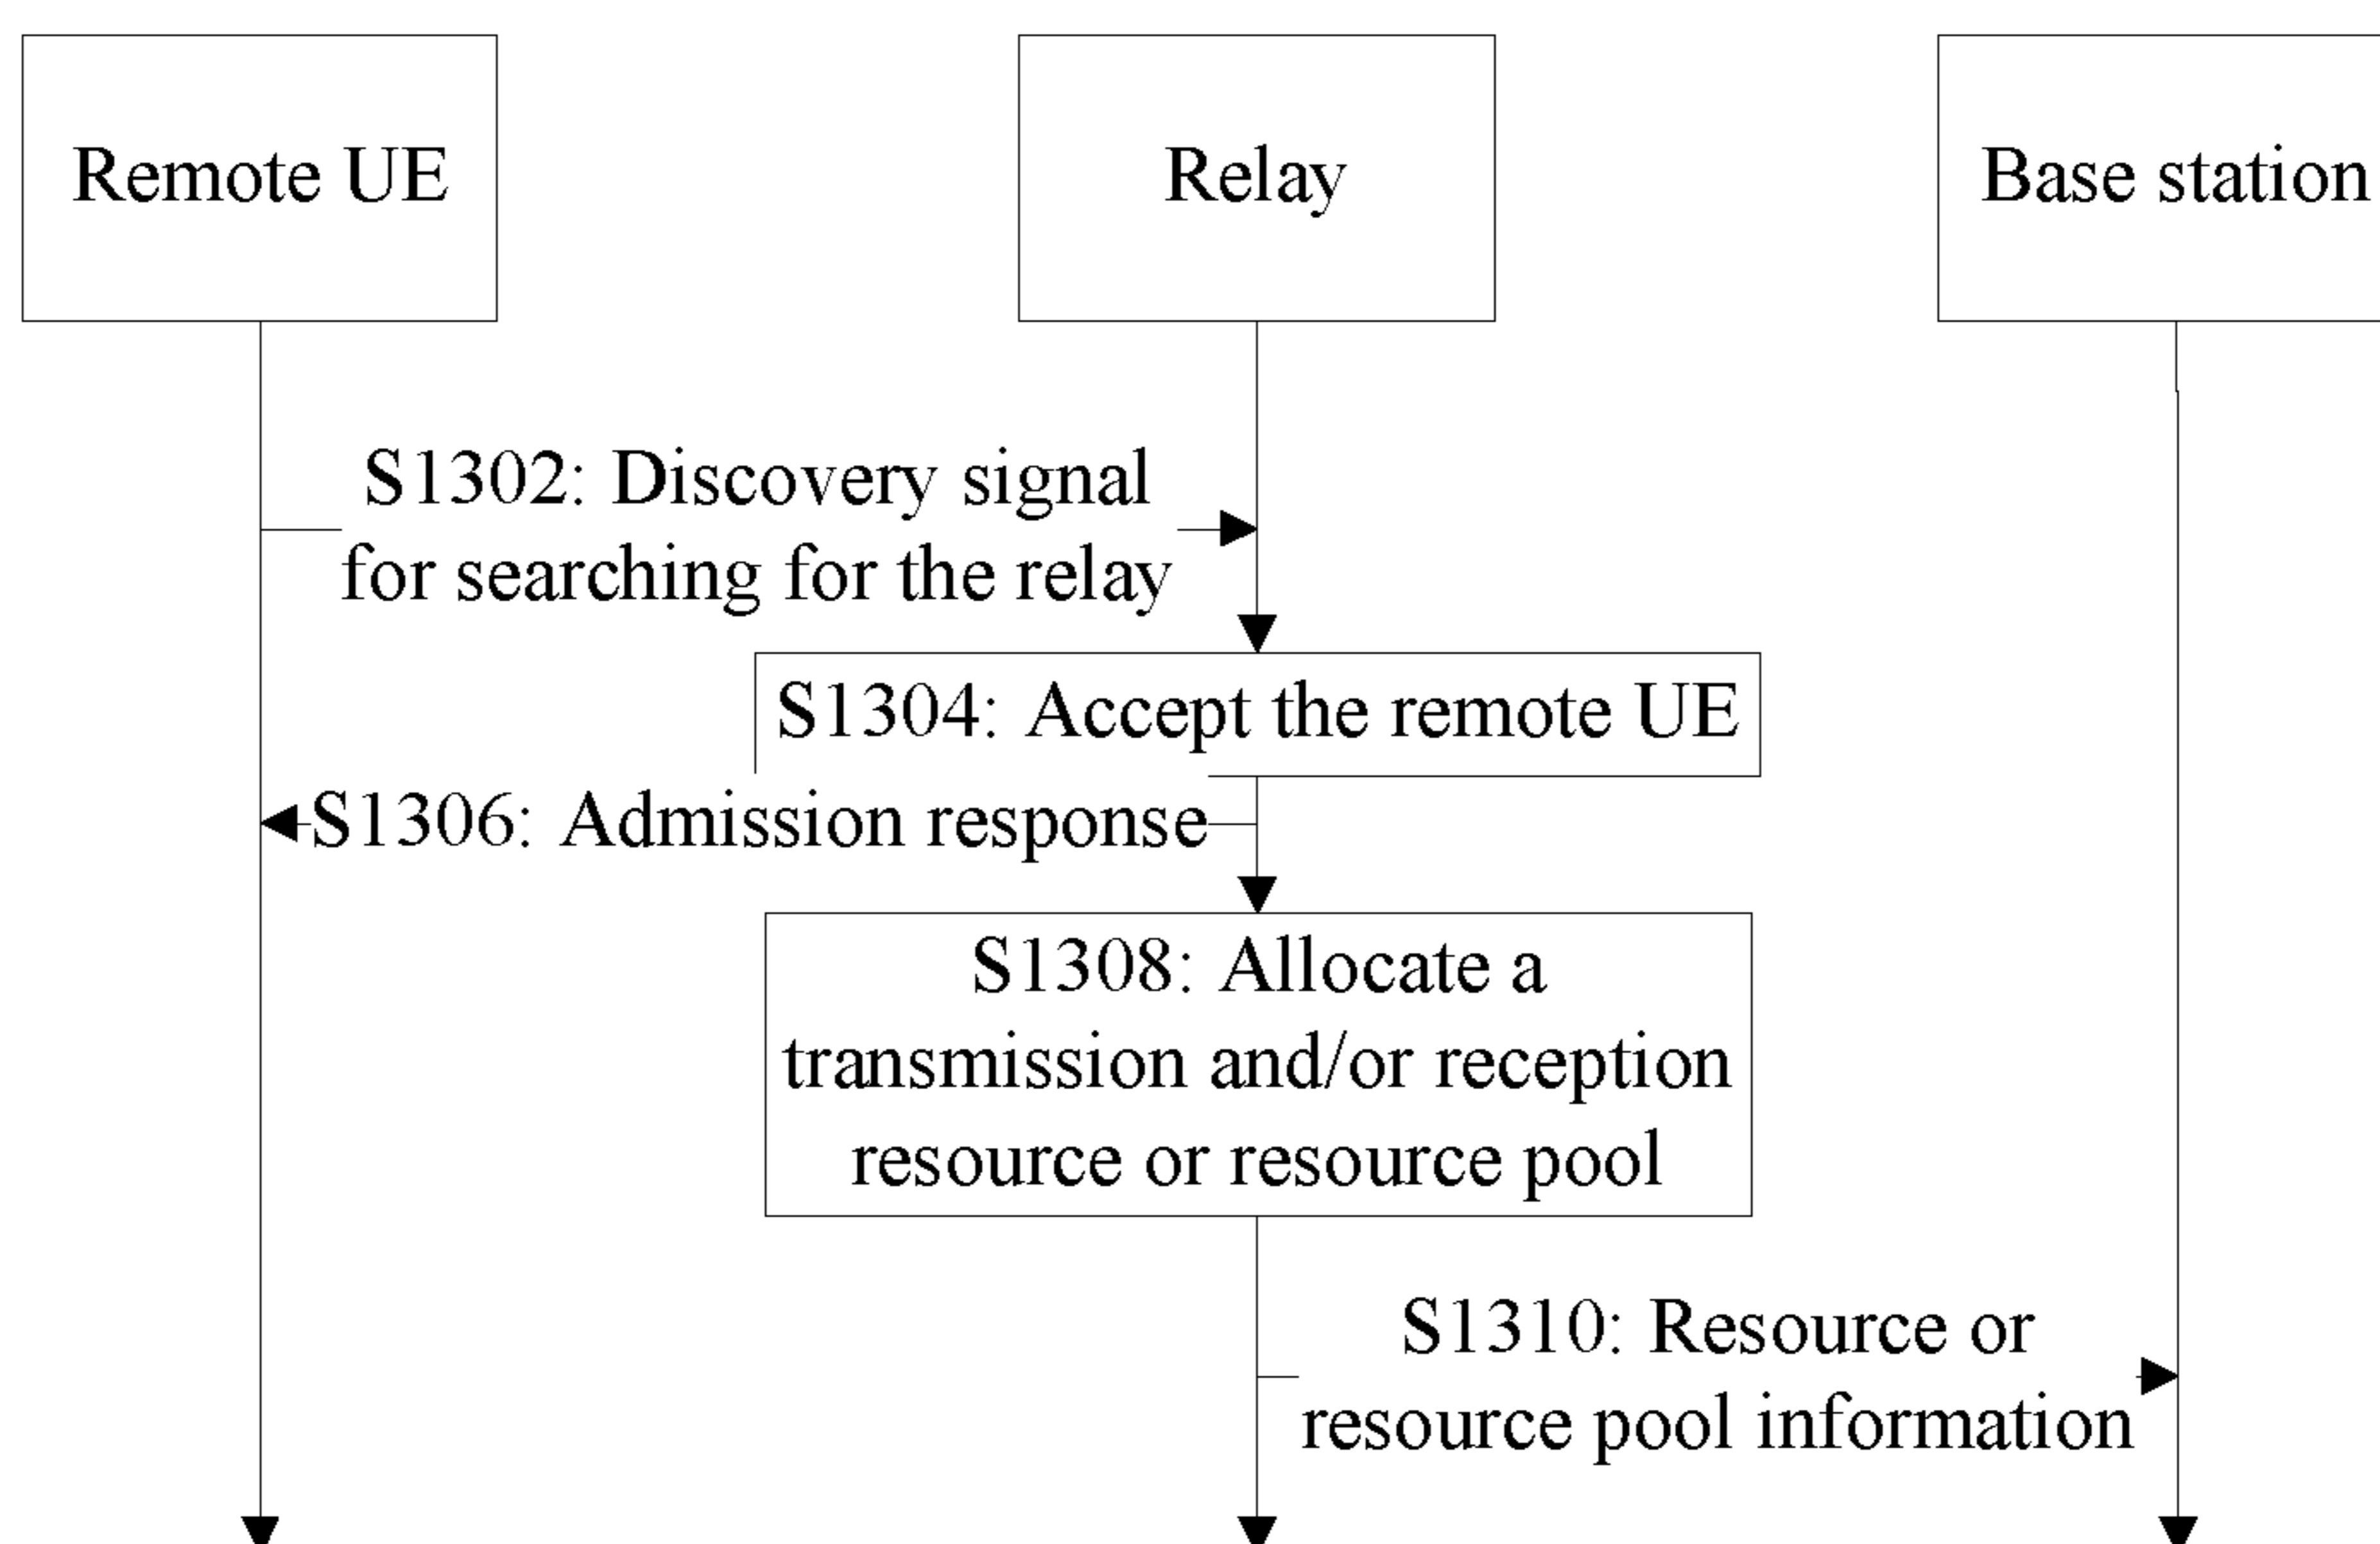 Remote UE
Relay
Base station
S1302: Discovery signal
for searching for the relay
S1304: Accept the remote UE
S1306: Admission response
S1308: Allocate a
transmission and/or reception
resource or resource pool
S1310: Resource or
resource pool information